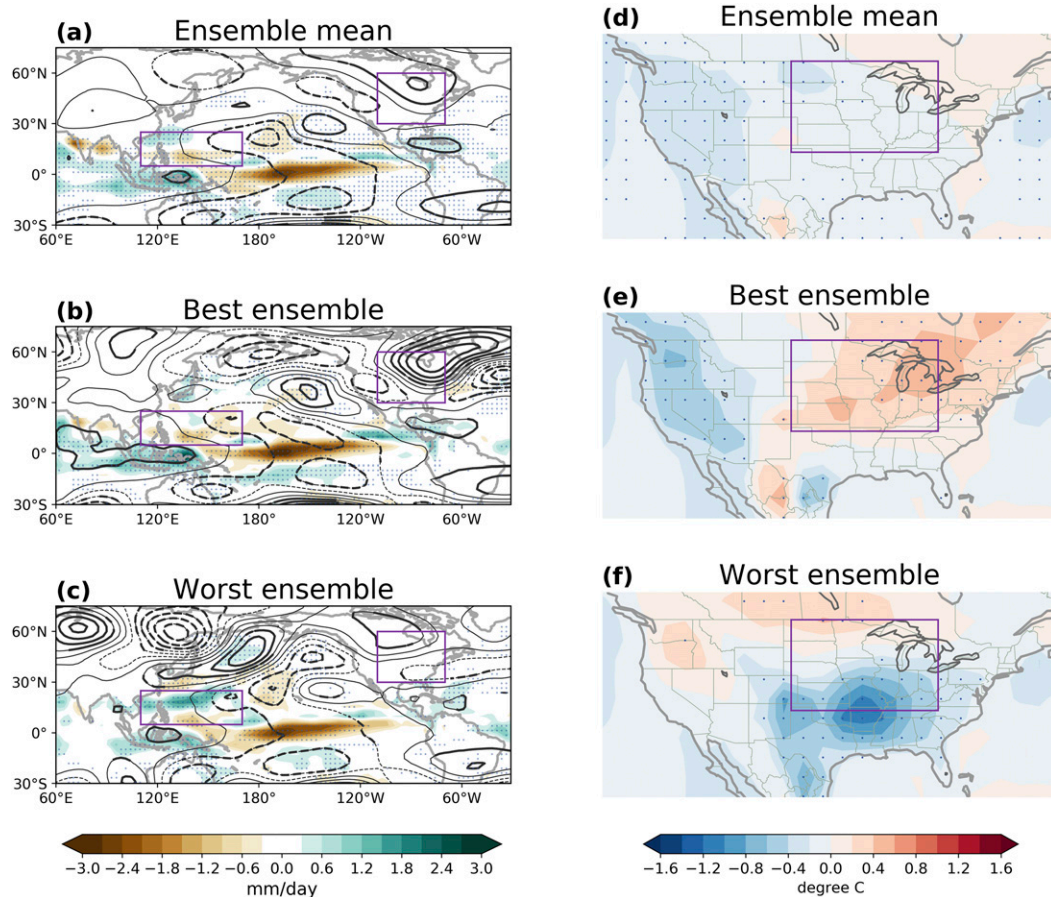 (a) Ensemble mean
60°N
30°N
0°
30°S
60°E 120°E 180° 120°W 60°W
(b) Best ensemble
60°N
30°N
0°
30°S
60°E 120°E 180° 120°W 60°W
(c) Worst ensemble
60°N
30°N
0°
30°S
60°E 120°E 180° 120°W 60°W
−3.0 −2.4 −1.8 −1.2 −0.6 0.0 0.6 1.2 1.8 2.4 3.0
mm/day
(d) Ensemble mean
(e) Best ensemble
(f) Worst ensemble
−1.6 −1.2 −0.8 −0.4 0.0 0.4 0.8 1.2 1.6
degree C